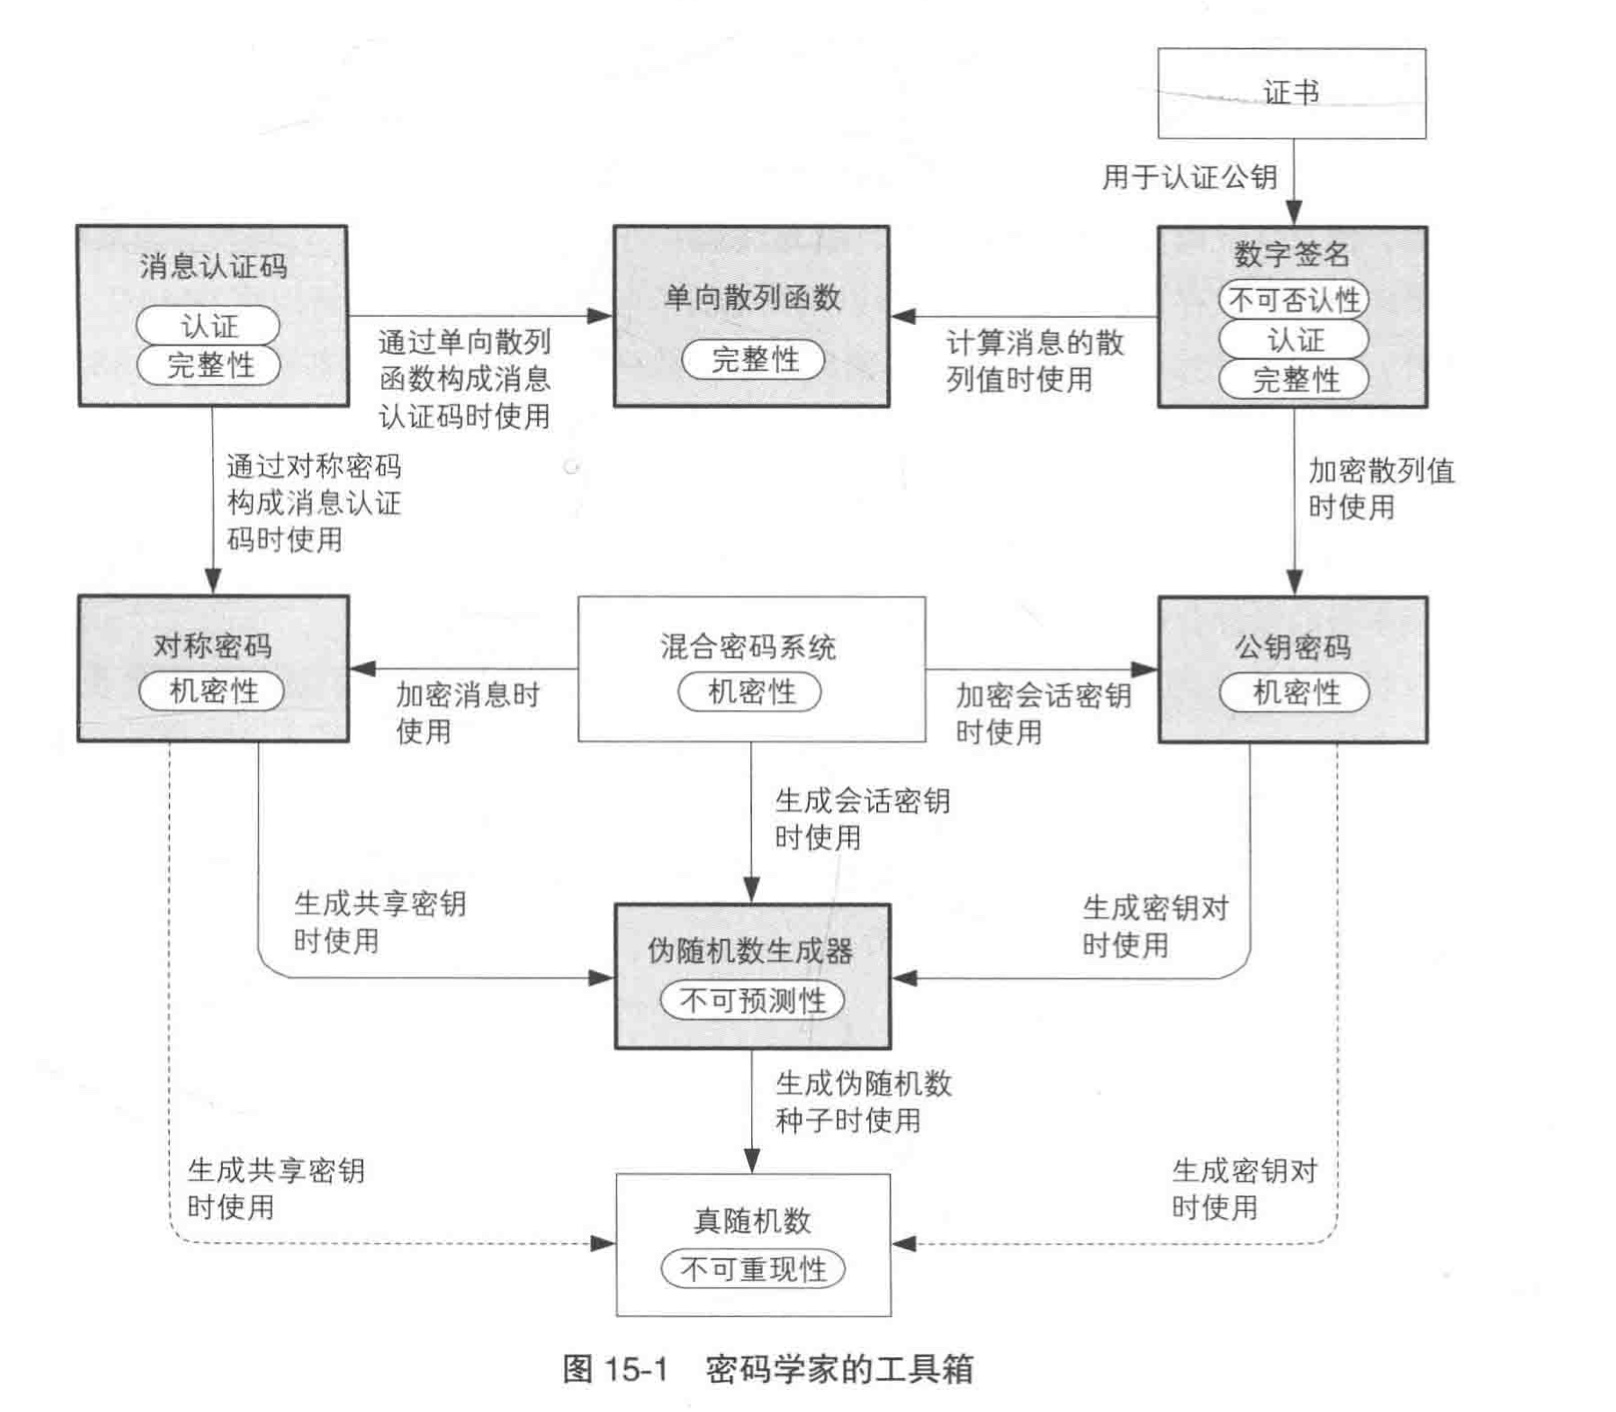 证书
用于认证公钥
消息认证码
认证
完整性
通过单向散列
函数构成消息
认证码时使用
单向散列函数
完整性
计算消息的散
列值时使用
数字签名
不可否认性
认证
完整性
通过对称密码
构成消息认证
码时使用
加密散列值
时使用
对称密码
机密性
加密消息时
使用
混合密码系统
机密性
加密会话密钥
时使用
公钥密码
机密性
生成会话密钥
时使用
生成共享密钥
时使用
伪随机数生成器
不可预测性
生成密钥对
时使用
生成伪随机数
种子时使用
生成共享密钥
时使用
真随机数
不可重现性
生成密钥对
时使用
图 15-1 密码学家的工具箱